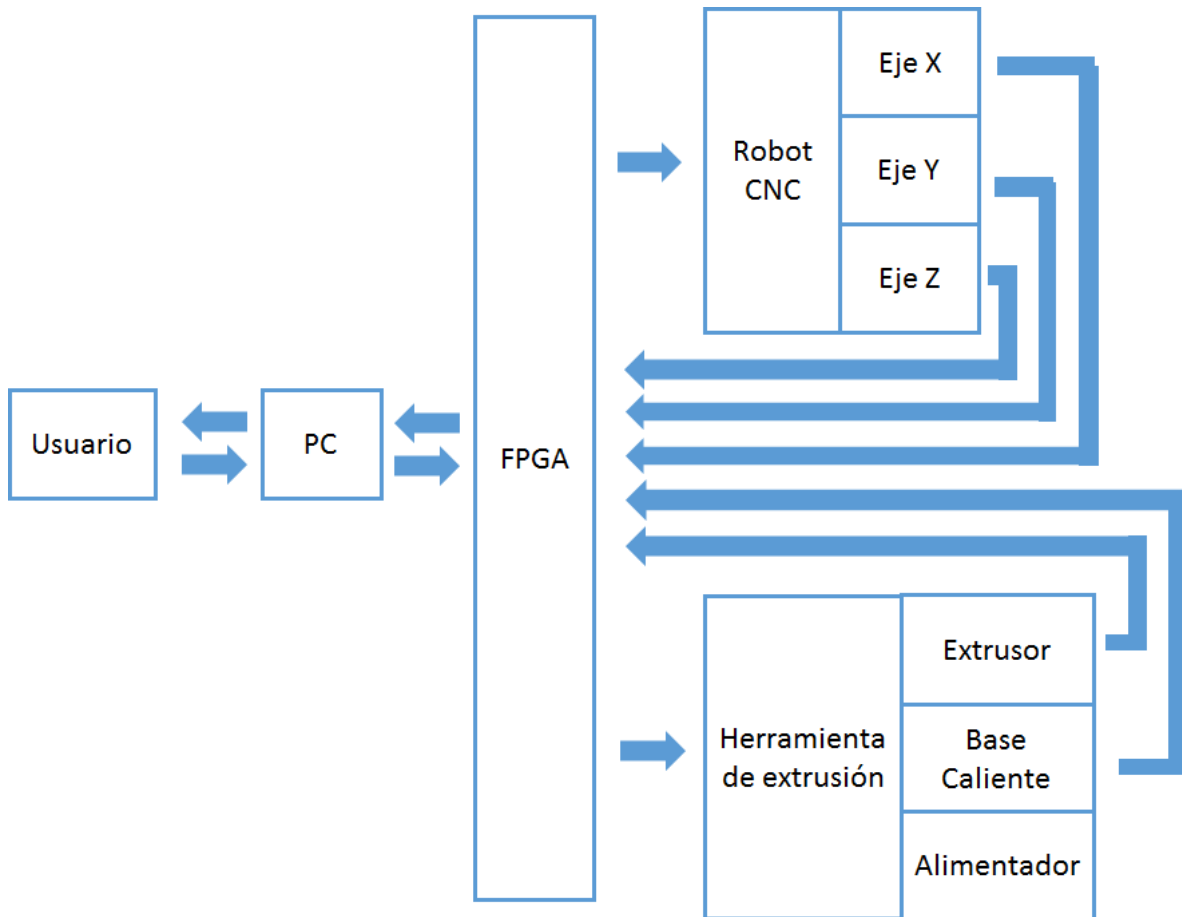 Usuario
PC
FPGA
Robot
CNC
Eje X
Eje Y
Eje Z
Herramienta
de extrusión
Extrusor
Base
Caliente
Alimentador